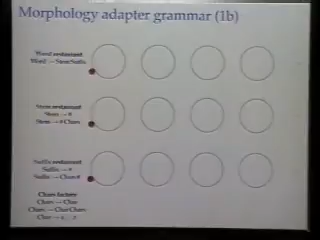 Morphology adapter grammar (1b)
Word restaurant
Word → Stem Suffix
Stem restaurant
Stem → #
Stem → # Chars
Suffix restaurant
Suffix → #
Suffix → Chars #
Chars factory
Chars → Char
Chars → Char Chars
Char → a . . . z